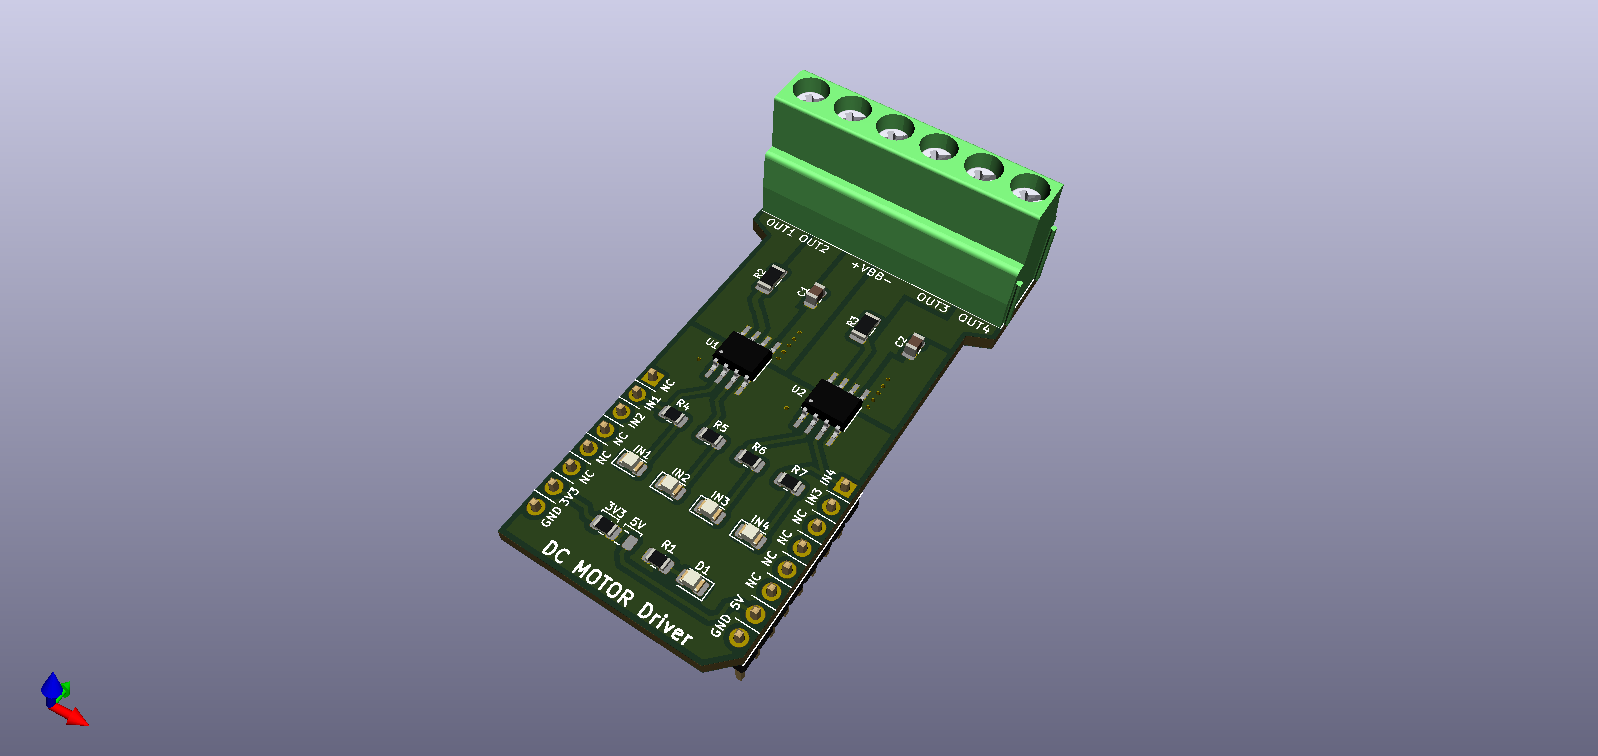 OUT1 OUT2
+VBB-
OUT3 OUT4
R2
C1
R3
C2
U1
U2
NC
IN1
IN2
NC
NC
NC
3V3
GND
R4
R5
R6
R7
IN1
IN2
IN3
IN4
IN4
IN3
NC
NC
NC
NC
5V
GND
3V3
5V
R1
D1
DC MOTOR Driver